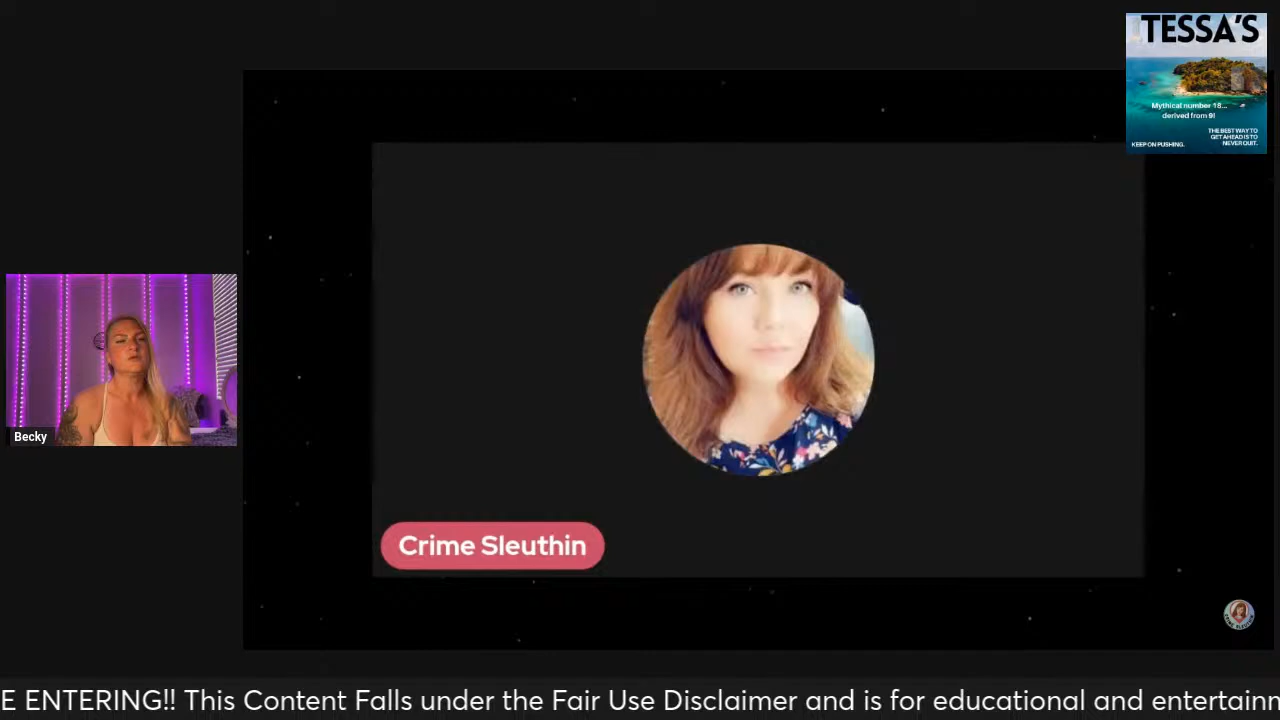 TESSA'S
Mythical number 18...
derived from 9!
THE BEST WAY TO
GET AHEAD IS TO
NEVER QUIT.
KEEP ON PUSHING.
Becky
Crime Sleuthin
E ENTERING!! This Content Falls under the Fair Use Disclaimer and is for educational and entertainm